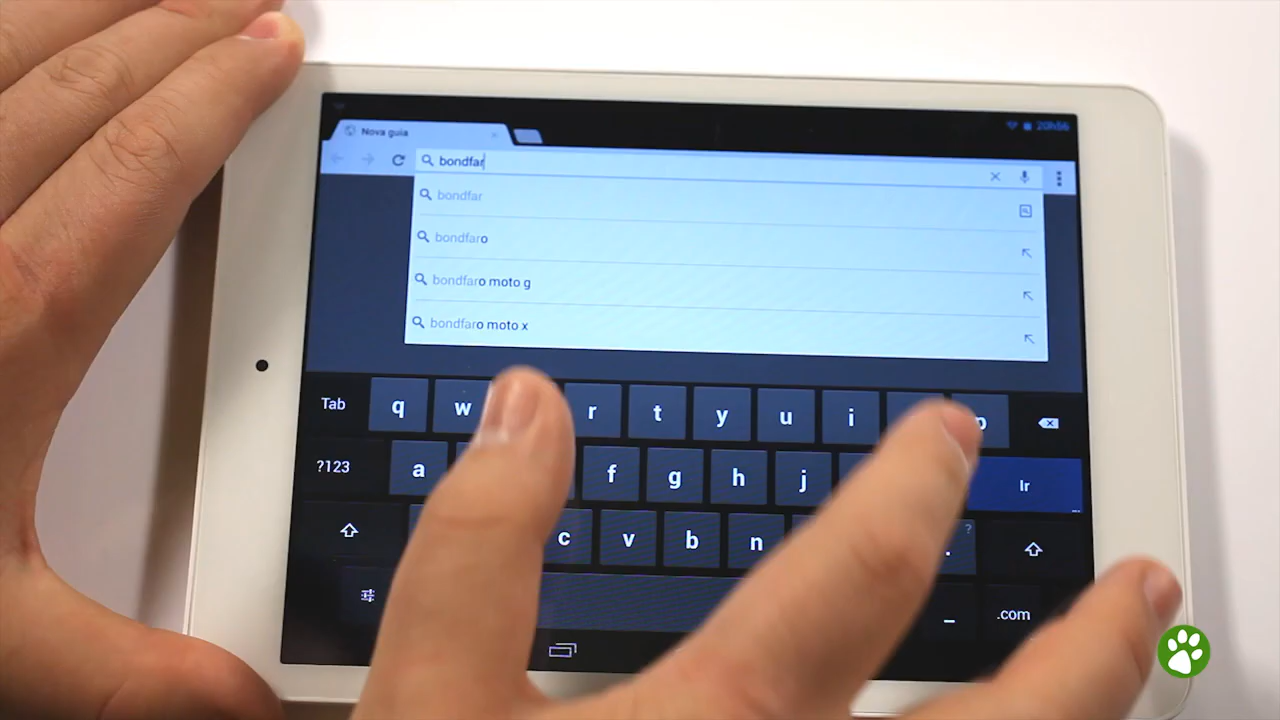 20h56
Nova guia
bondfar
bondfar
bondfaro
bondfaro moto g
bondfaro moto x
Tab q w r t y u i p
?123 a f g h j Ir
c v b n . ?
_ .com